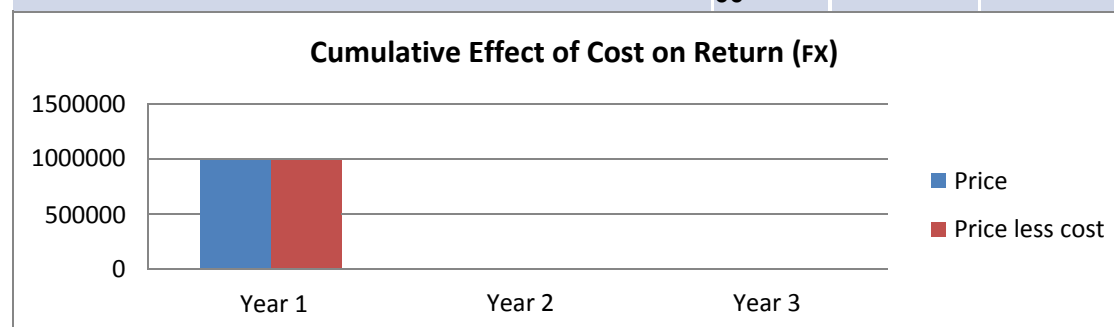 Cumulative Effect of Cost on Return (FX)
1500000
1000000
500000
0
Year 1 Year 2 Year 3
Price
Price less cost